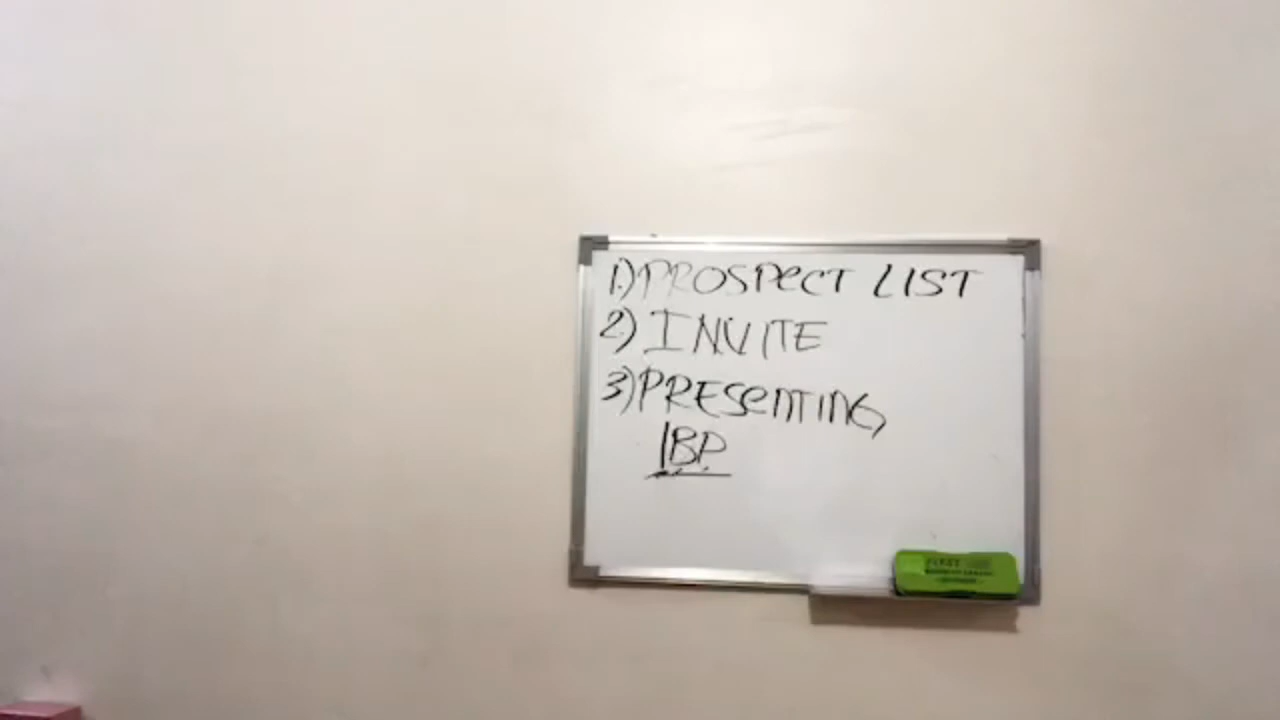 1.) PROSPECT LIST
2) INVITE
3) PRESENTING
IBP